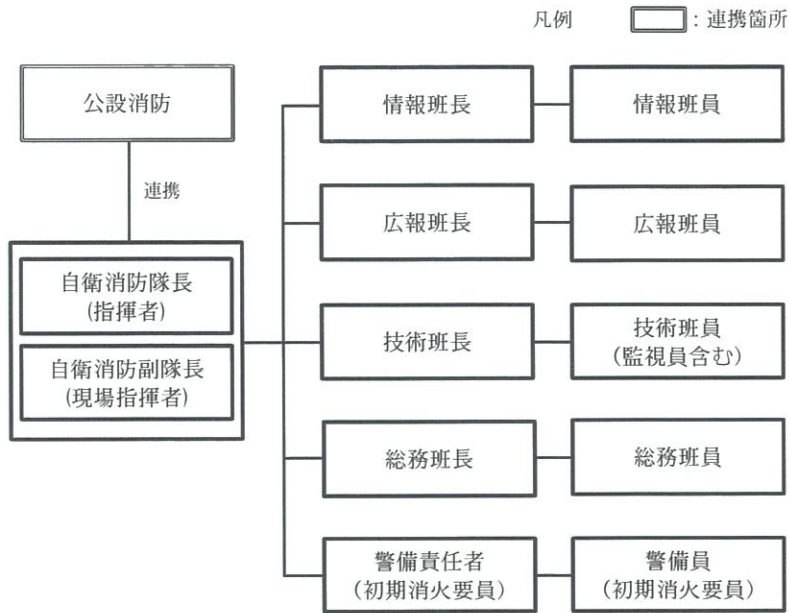 凡例 : 連携箇所
公設消防
連携
自衛消防隊長
(指揮者)
自衛消防副隊長
(現場指揮者)
情報班長
情報班員
広報班長
広報班員
技術班長
技術班員
(監視員含む)
総務班長
総務班員
警備責任者
(初期消火要員)
警備員
(初期消火要員)